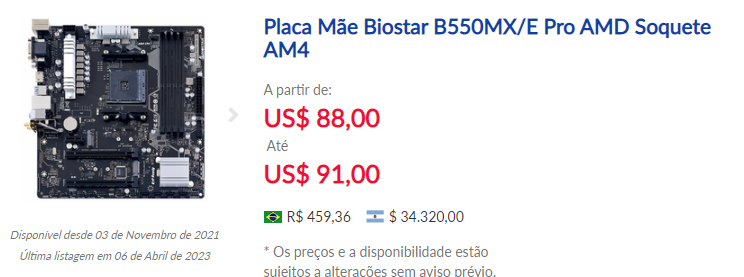 Placa Mãe Biostar B550MX/E Pro AMD Soquete
AM4
A partir de:
US$ 88,00
Até
US$ 91,00
R$ 459,36 $ 34.320,00
Disponível desde 03 de Novembro de 2021
Última listagem em 06 de Abril de 2023
* Os preços e a disponibilidade estão
sujeitos a alterações sem aviso prévio.